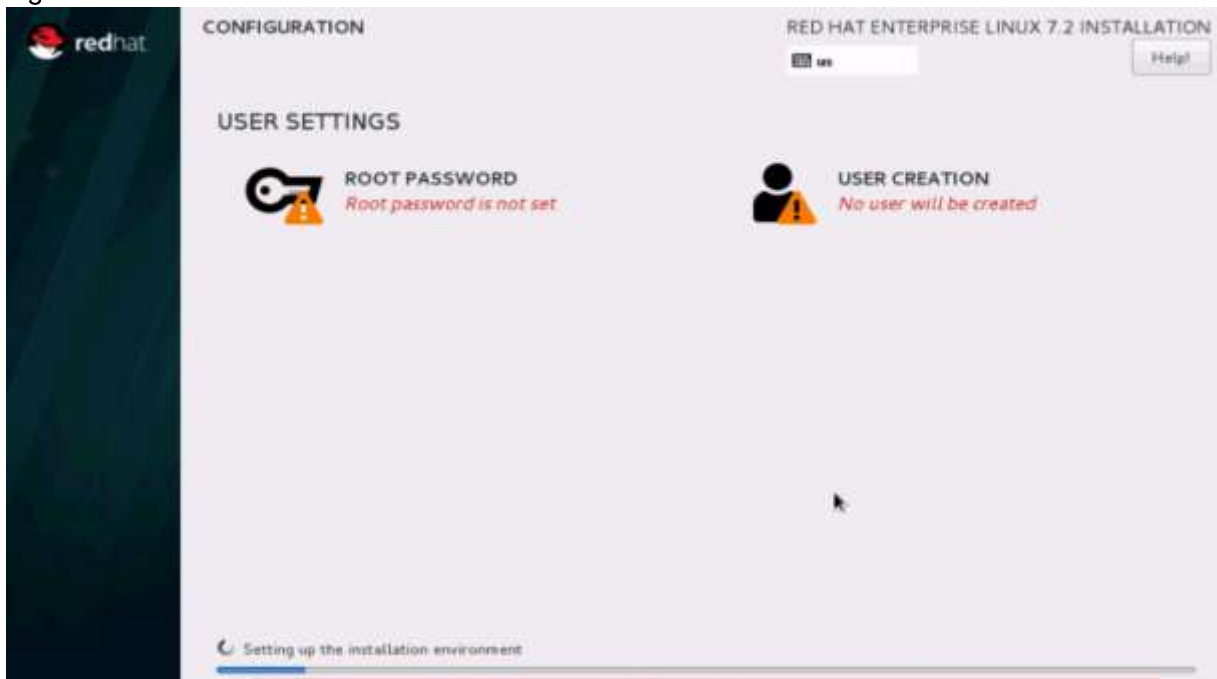 redhat
CONFIGURATION
RED HAT ENTERPRISE LINUX 7.2 INSTALLATION
us
Help!
USER SETTINGS
ROOT PASSWORD
Root password is not set
USER CREATION
No user will be created
Setting up the installation environment